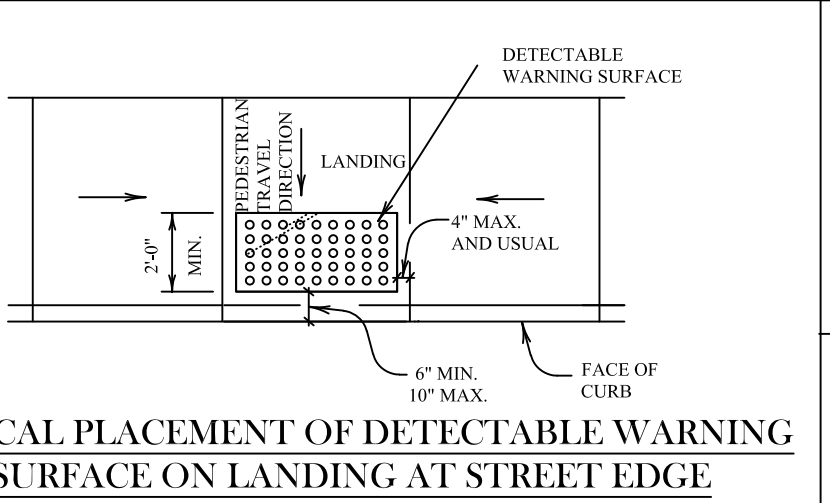 DETECTABLE
WARNING SURFACE
PEDESTRIAN
TRAVEL
DIRECTION
LANDING
4" MAX.
AND USUAL
2'-0"
MIN.
6" MIN.
10" MAX.
FACE OF
CURB
CAL PLACEMENT OF DETECTABLE WARNING
SURFACE ON LANDING AT STREET EDGE